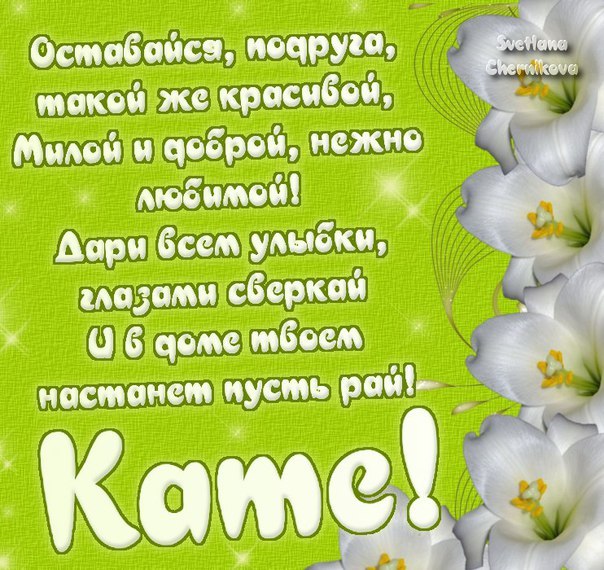 Оставайся, подруга,
такой же красивой,
Милой и доброй, нежно
любимой!
Дари всем улыбки,
глазами сверкай
И в доме твоем
настанет пусть рай!
Кате!
Svetlana
Chernikova